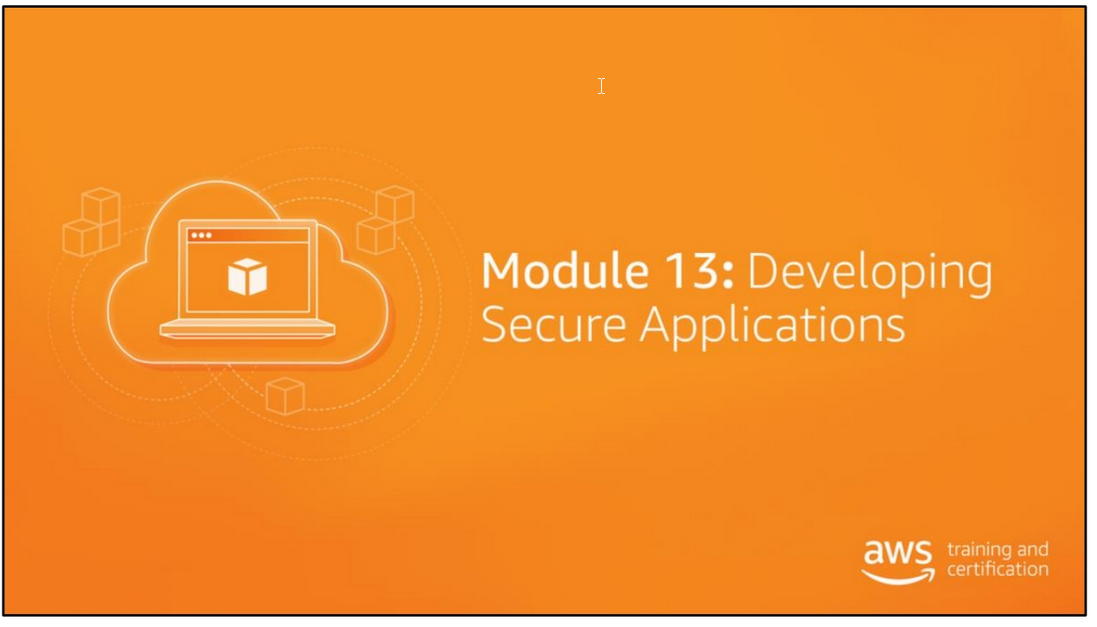 Module 13: Developing
Secure Applications
aws training and
certification